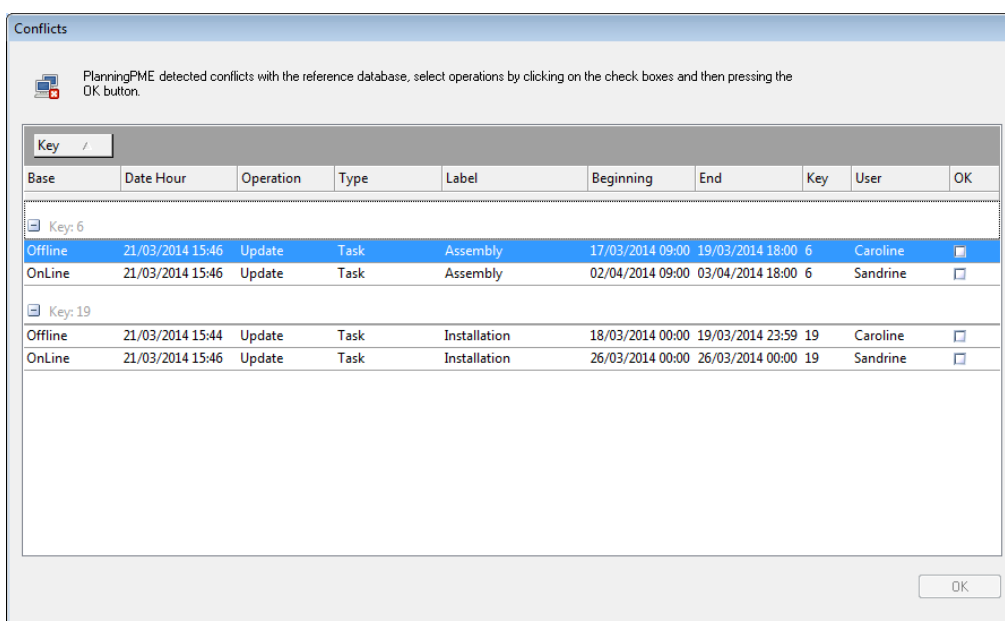 Conflicts
PlanningPME detected conflicts with the reference database, select operations by clicking on the check boxes and then pressing the
OK button.
Key
Base Date Hour Operation Type Label Beginning End Key User OK
Key: 6
Offline 21/03/2014 15:46 Update Task Assembly 17/03/2014 09:00 19/03/2014 18:00 6 Caroline
OnLine 21/03/2014 15:46 Update Task Assembly 02/04/2014 09:00 03/04/2014 18:00 6 Sandrine
Key: 19
Offline 21/03/2014 15:44 Update Task Installation 18/03/2014 00:00 19/03/2014 23:59 19 Caroline
OnLine 21/03/2014 15:46 Update Task Installation 26/03/2014 00:00 26/03/2014 00:00 19 Sandrine
OK